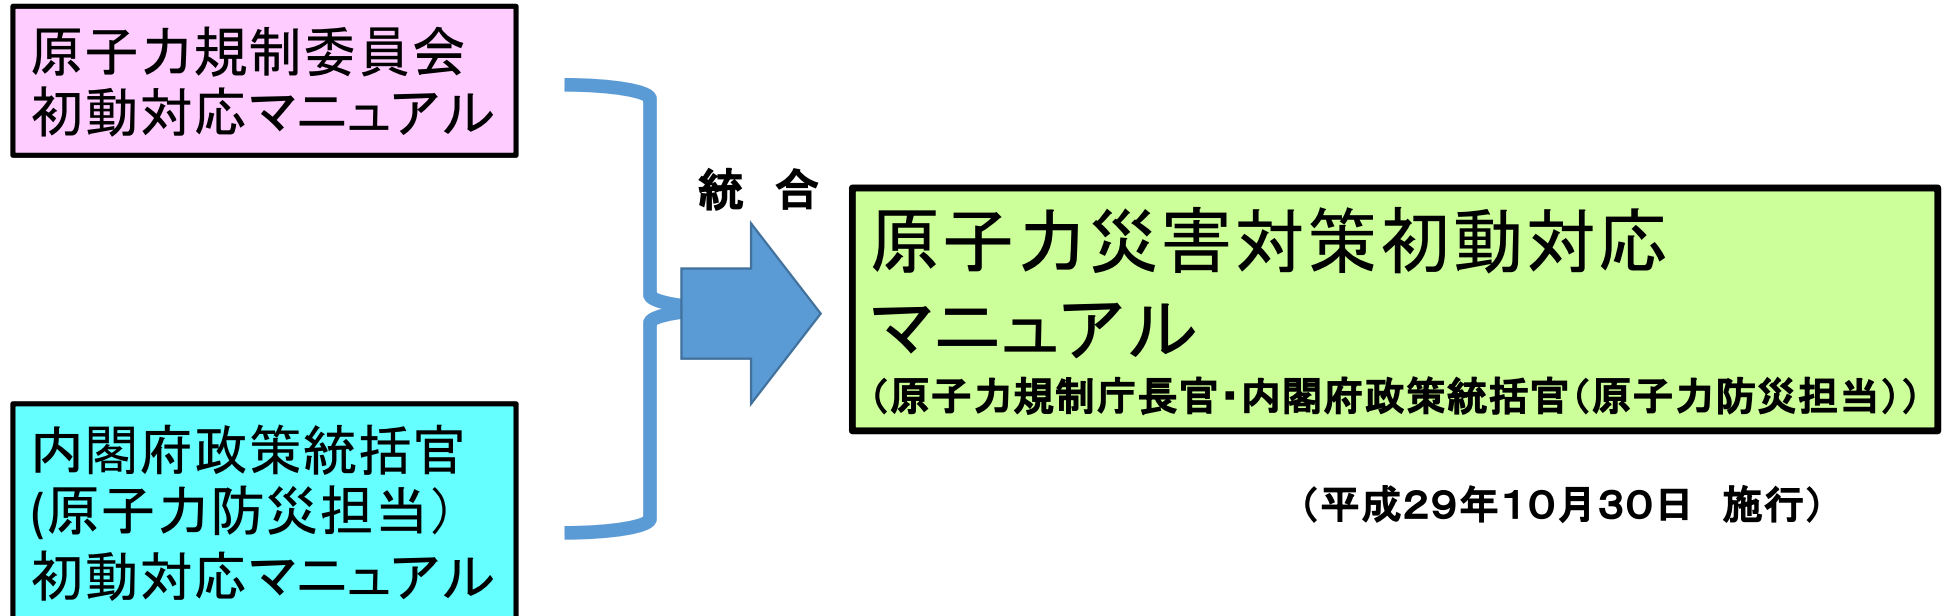 原子力規制委員会
初動対応マニュアル
内閣府政策統括官
(原子力防災担当）
初動対応マニュアル
統　合
原子力災害対策初動対応
マニュアル
（原子力規制庁長官・内閣府政策統括官（原子力防災担当））
（平成２９年１０月３０日　施行）